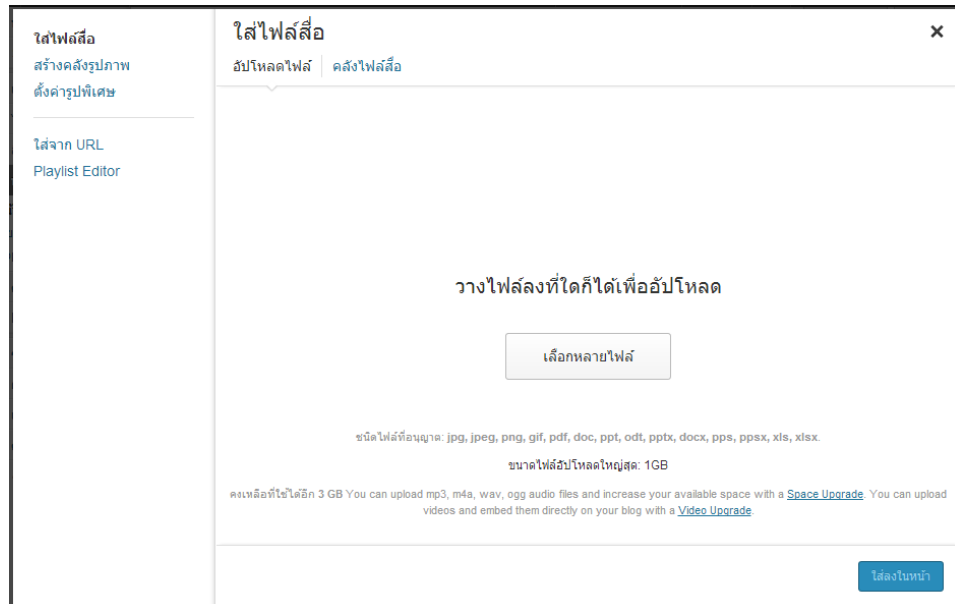 ใส่ไฟล์สื่อ
สร้างคลังรูปภาพ
ตั้งค่ารูปพิเศษ
ใส่จาก URL
Playlist Editor
ใส่ไฟล์สื่อ
×
อัปโหลดไฟล์
คลังไฟล์สื่อ
วางไฟล์ลงที่ใดก็ได้เพื่ออัปโหลด
เลือกหลายไฟล์
ชนิดไฟล์ที่อนุญาต: jpg, jpeg, png, gif, pdf, doc, ppt, odt, pptx, docx, pps, ppsx, xls, xlsx.
ขนาดไฟล์อัปโหลดใหญ่สุด: 1GB
คงเหลือที่ใช้ได้อีก 3 GB You can upload mp3, m4a, wav, ogg audio files and increase your available space with a Space Upgrade. You can upload
videos and embed them directly on your blog with a Video Upgrade.
ใส่ลงในหน้า